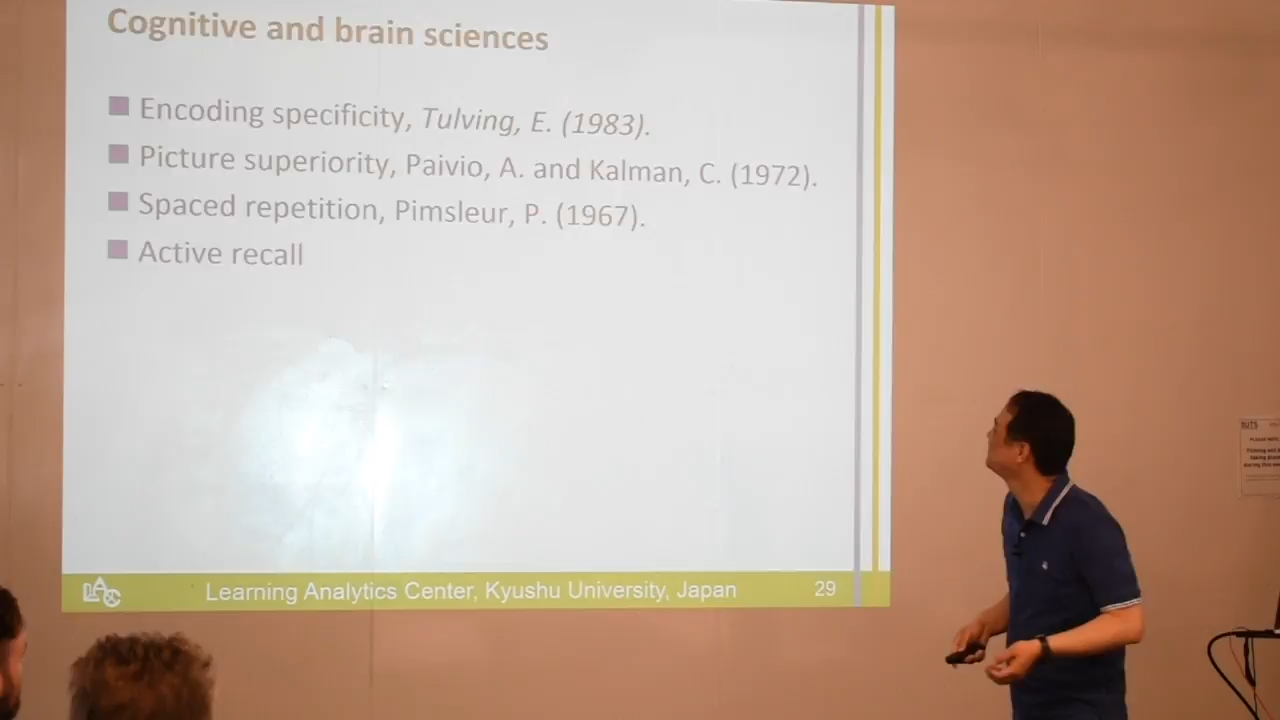 Cognitive and brain sciences
Encoding specificity, Tulving, E. (1983).
Picture superiority, Paivio, A. and Kalman, C. (1972).
Spaced repetition, Pimsleur, P. (1967).
Active recall
Learning Analytics Center, Kyushu University, Japan 29